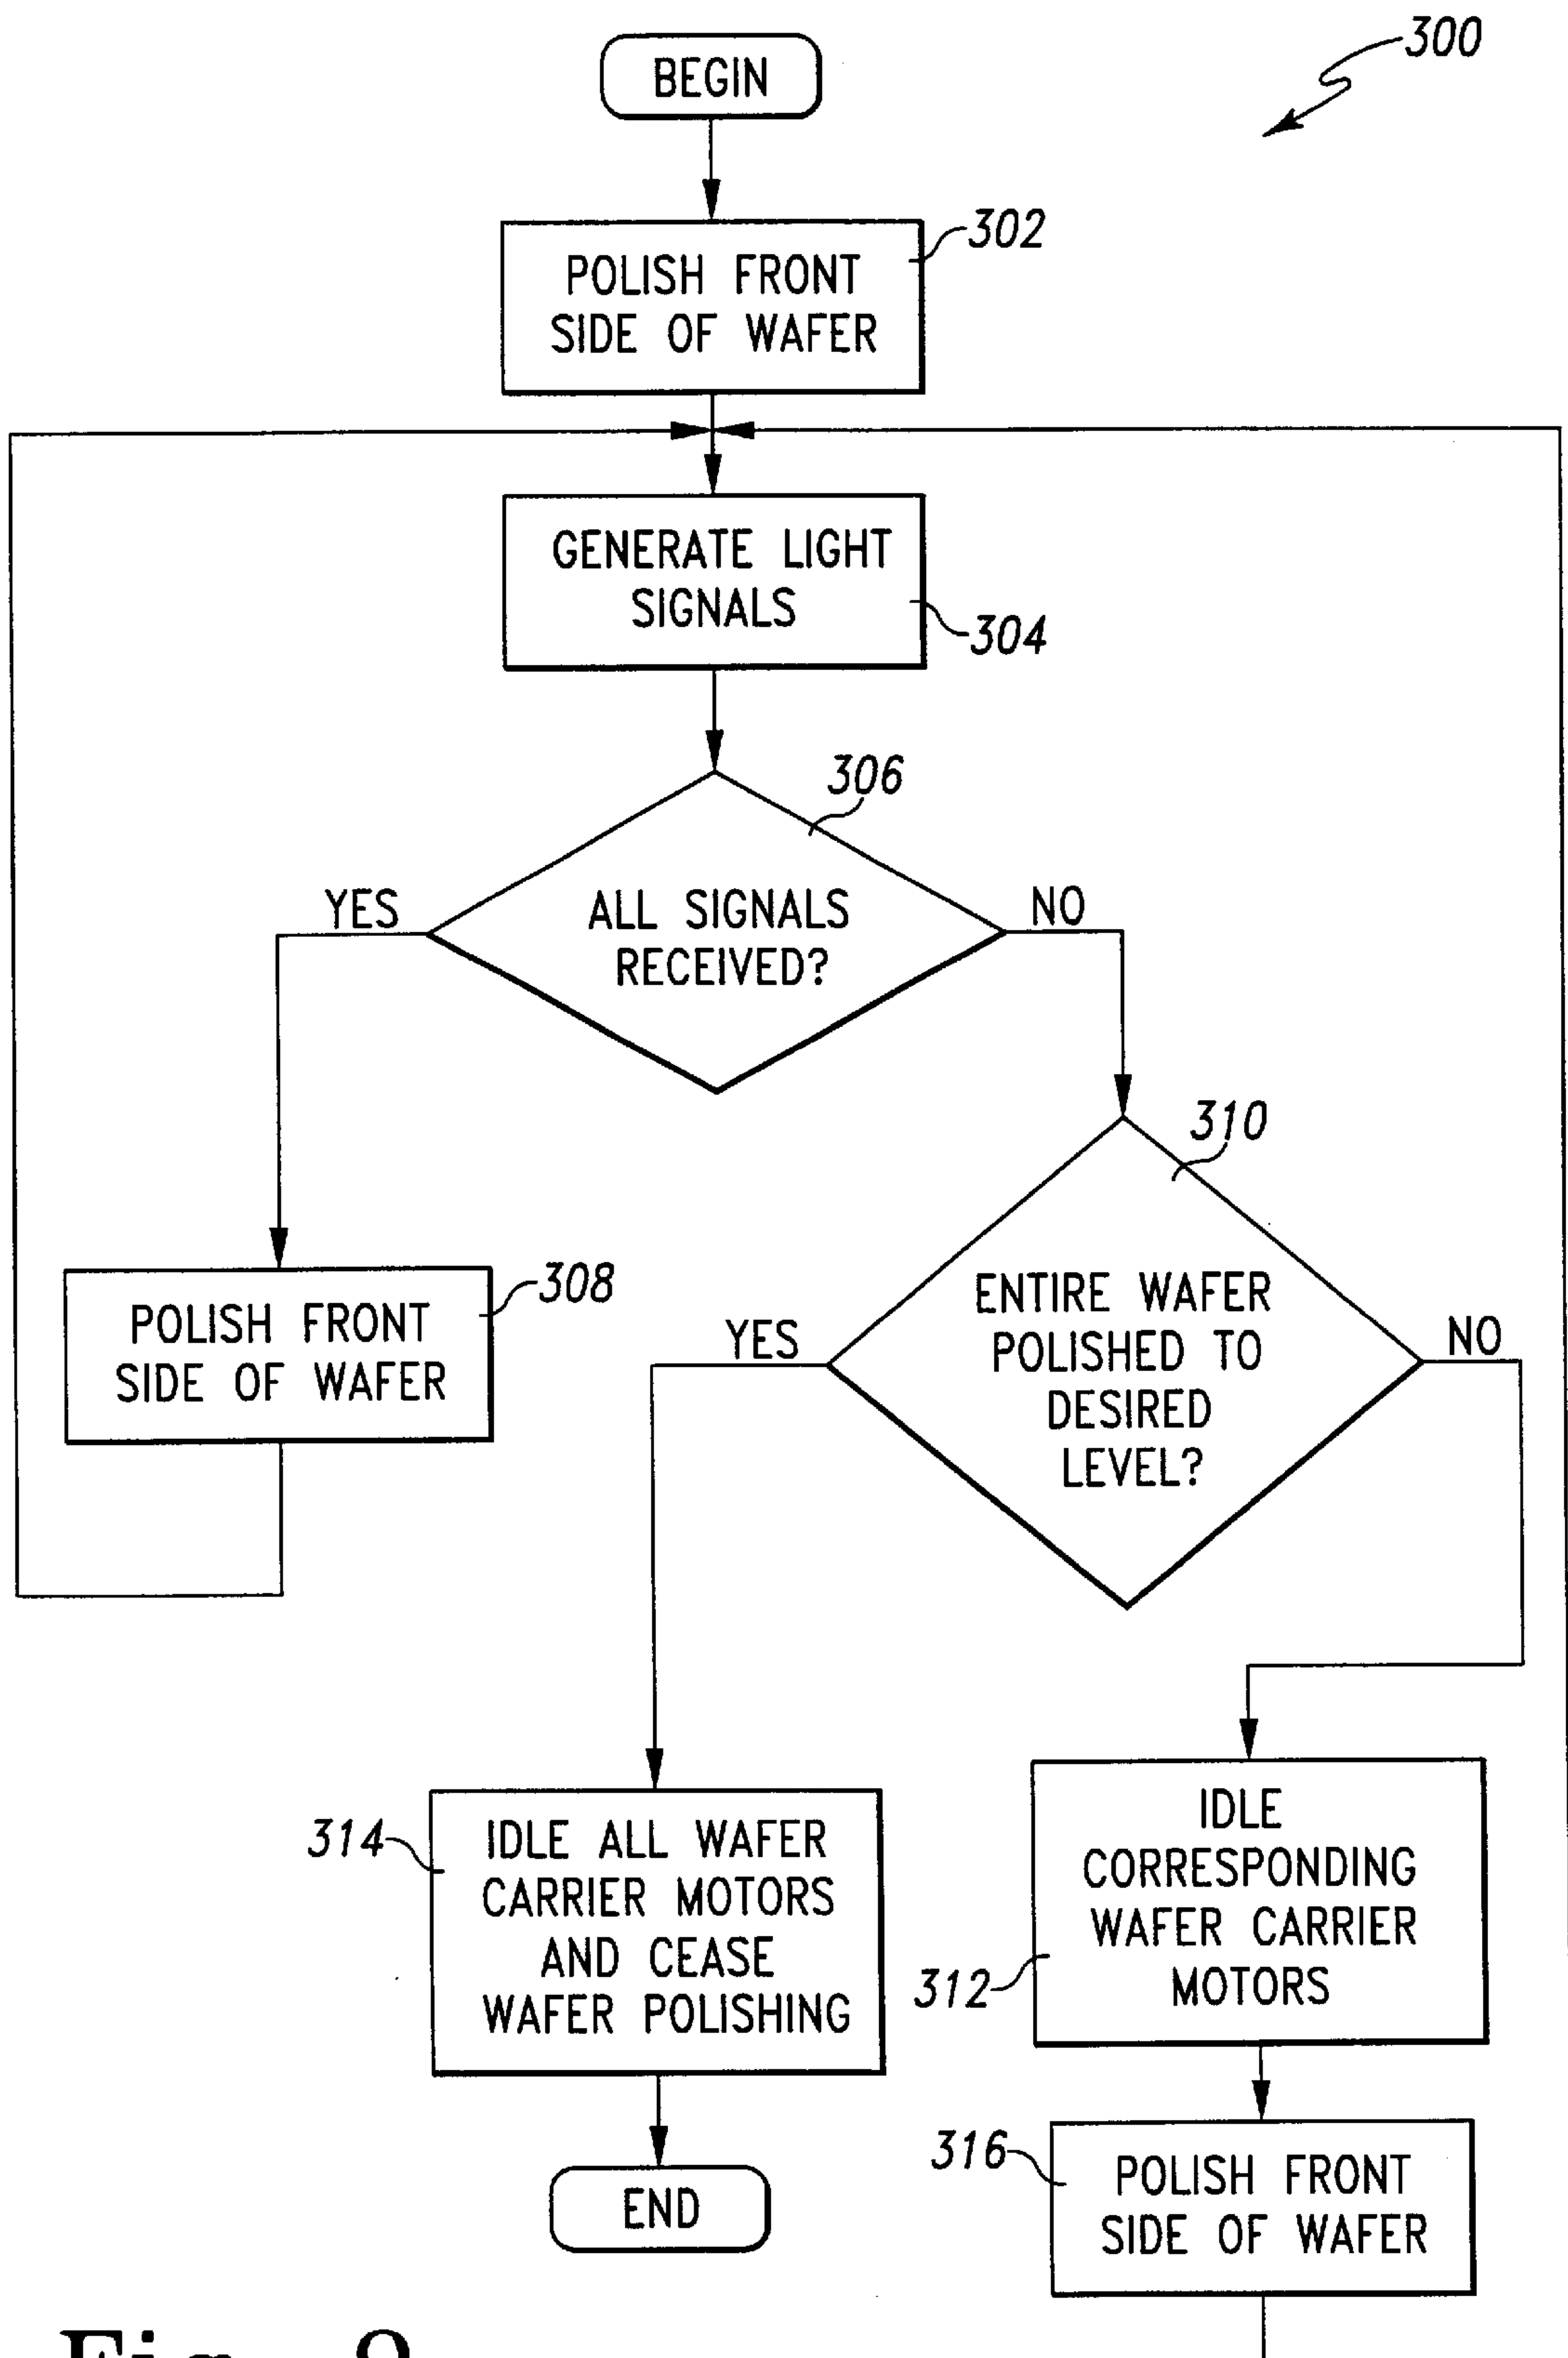 300
BEGIN
302
POLISH FRONT
SIDE OF WAFER
GENERATE LIGHT
SIGNALS
304
306
ALL SIGNALS
RECEIVED?
YES
NO
310
308
POLISH FRONT
SIDE OF WAFER
ENTIRE WAFER
POLISHED TO
DESIRED
LEVEL?
YES
NO
314
IDLE ALL WAFER
CARRIER MOTORS
AND CEASE
WAFER POLISHING
312
IDLE
CORRESPONDING
WAFER CARRIER
MOTORS
END
316
POLISH FRONT
SIDE OF WAFER
Fig.